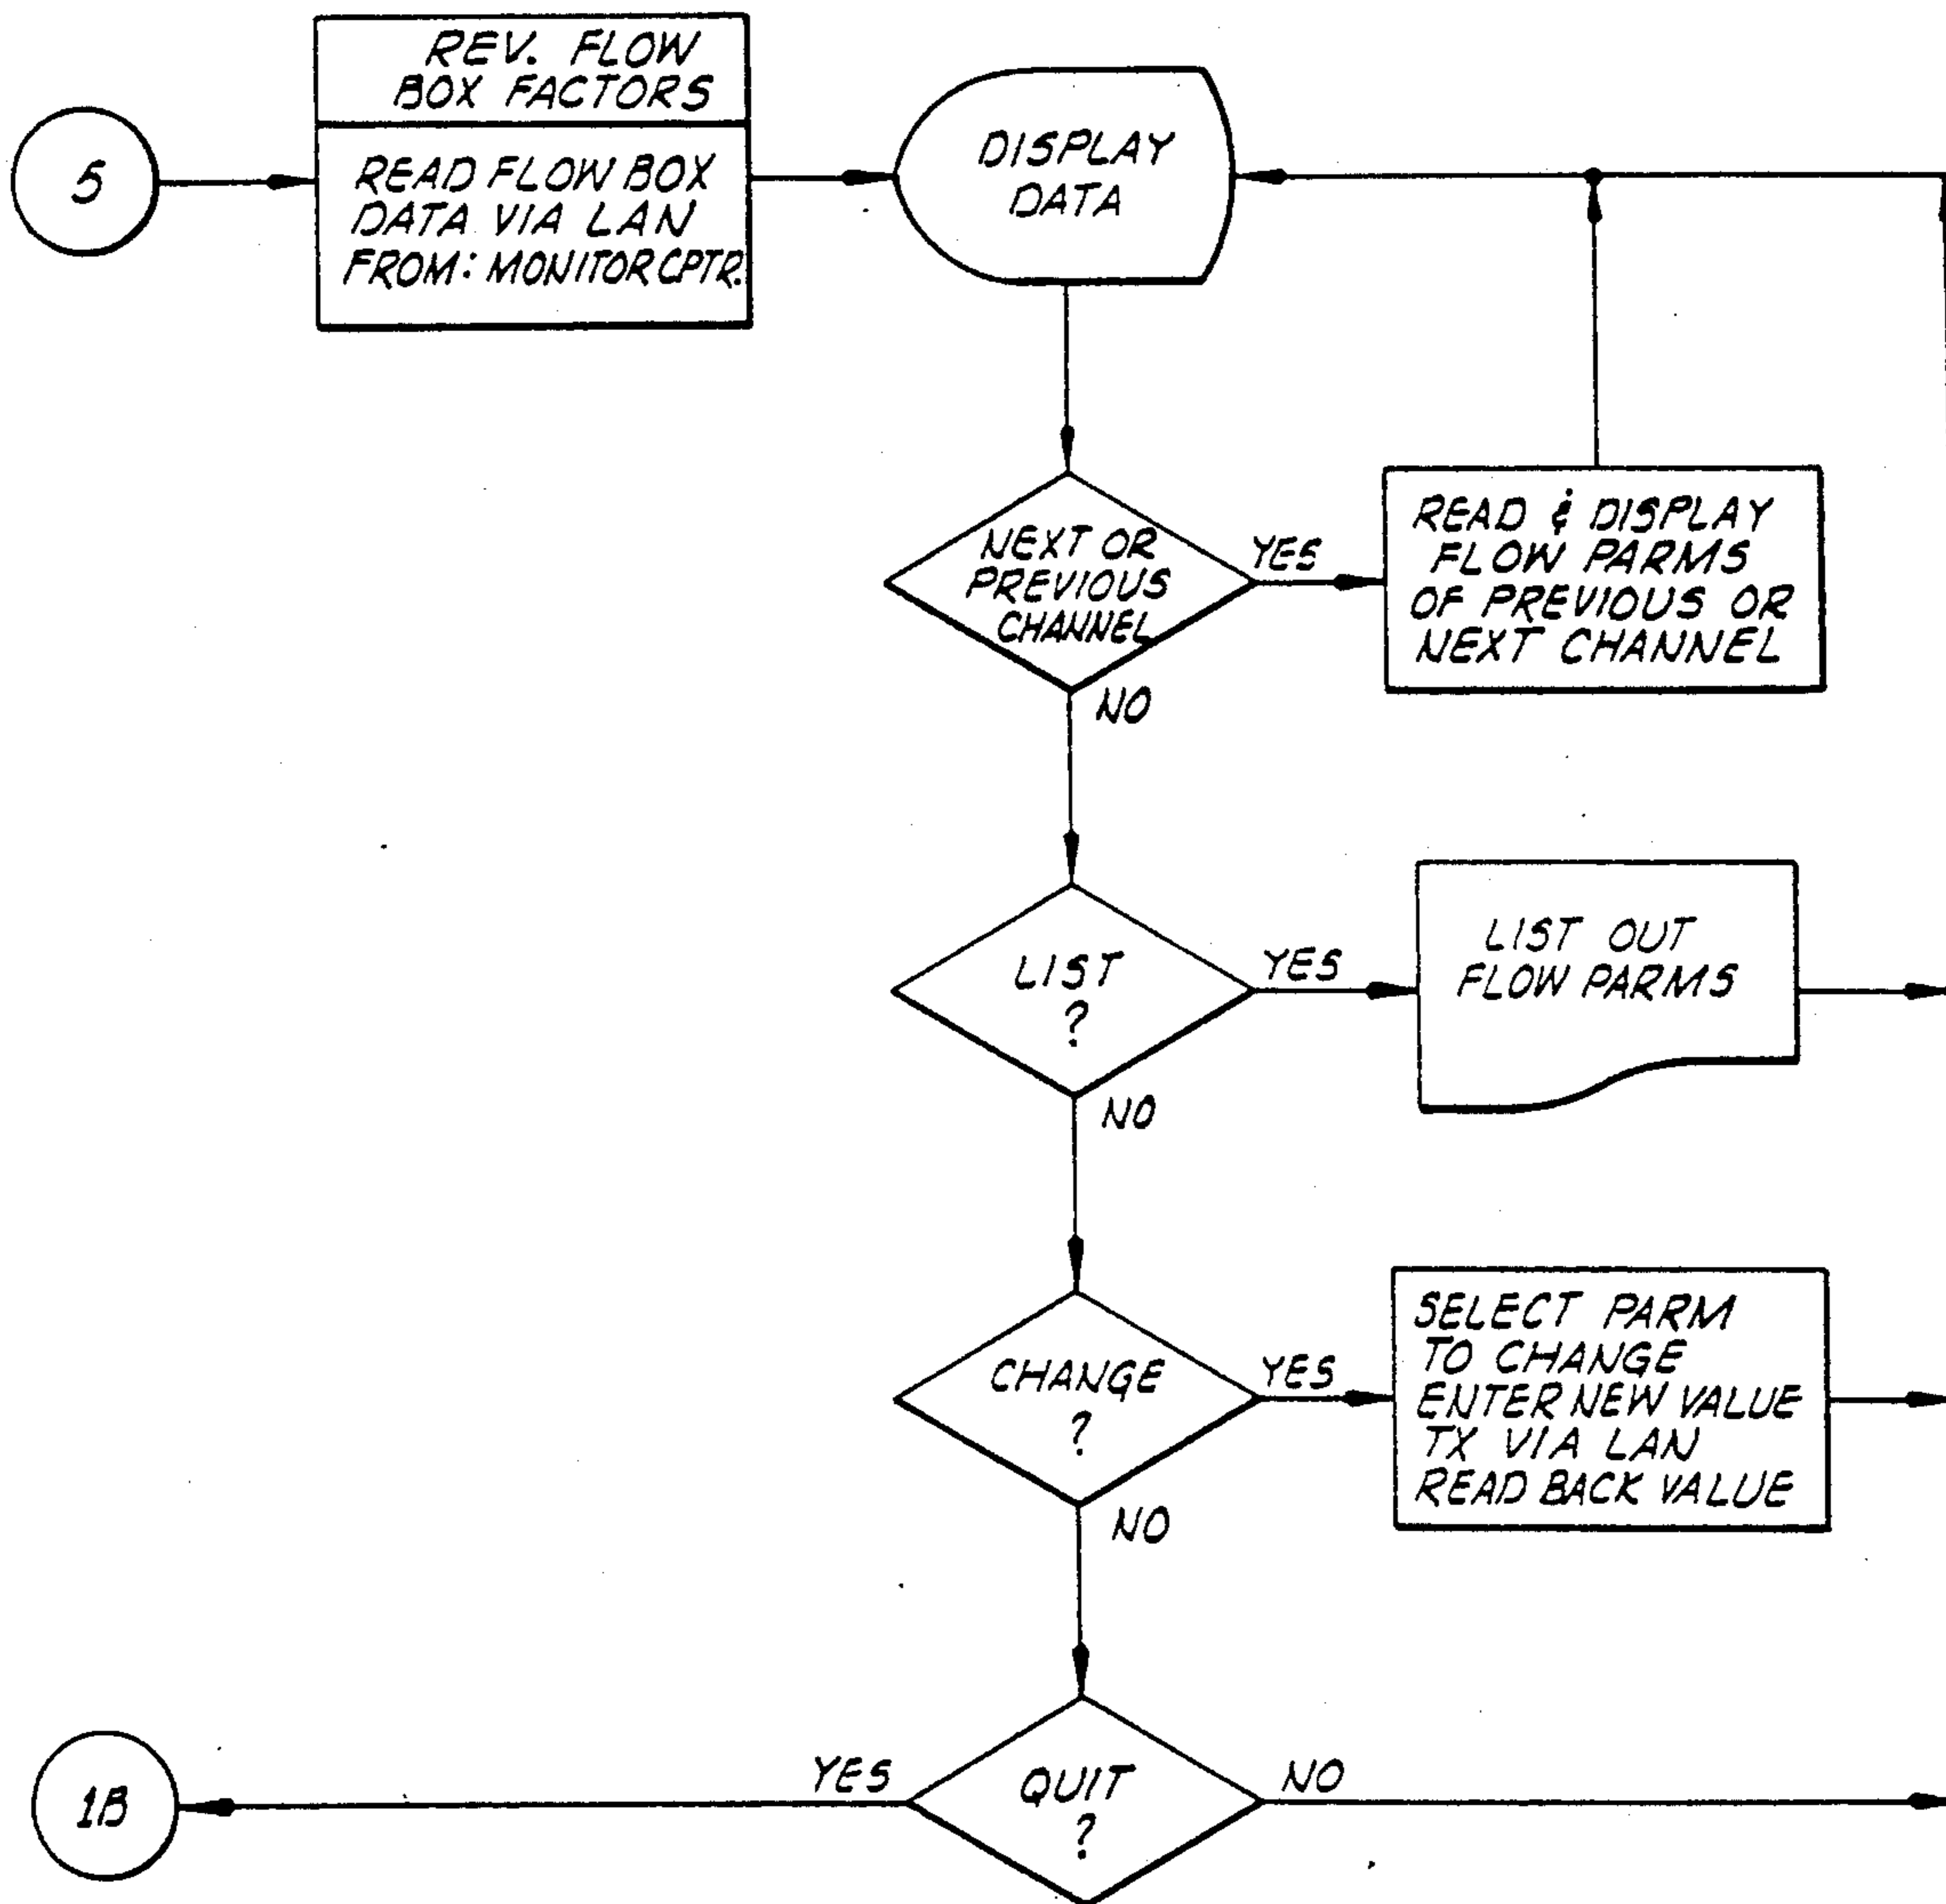 5
REV. FLOW
BOX FACTORS
READ FLOW BOX
DATA VIA LAN
FROM: MONITOR CPTR.
DISPLAY
DATA
NEXT OR
PREVIOUS
CHANNEL
YES
NO
READ & DISPLAY
FLOW PARMS
OF PREVIOUS OR
NEXT CHANNEL
LIST
?
YES
NO
LIST OUT
FLOW PARMS
CHANGE
?
YES
NO
SELECT PARM
TO CHANGE
ENTER NEW VALUE
TX VIA LAN
READ BACK VALUE
QUIT
?
YES
NO
1B